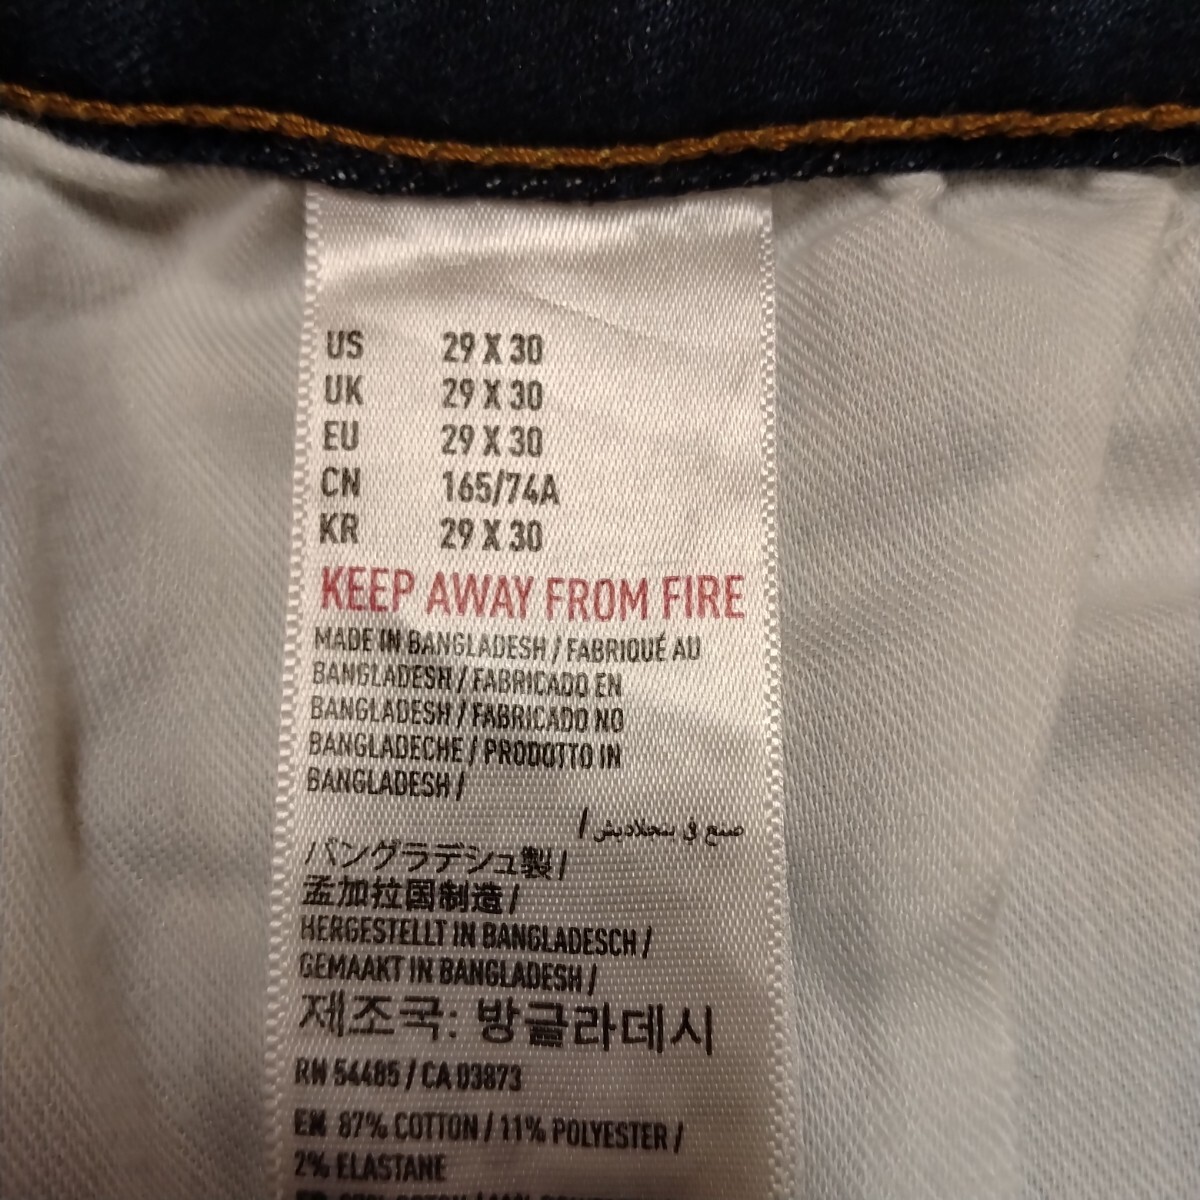 US 29 X 30
UK 29 X 30
EU 29 X 30
CN 165/74A
KR 29 X 30
KEEP AWAY FROM FIRE
MADE IN BANGLADESH / FABRIQUÉ AU
BANGLADESH / FABRICADO EN
BANGLADESH / FABRICADO NO
BANGLADECHE / PRODOTTO IN
BANGLADESH /
صنع في بنجلاديش /
バングラデシュ製 /
孟加拉国制造 /
HERGESTELLT IN BANGLADESCH /
GEMAAKT IN BANGLADESH /
제조국: 방글라데시
RN 54485 / CA 03873
EN 87% COTTON / 11% POLYESTER /
2% ELASTANE